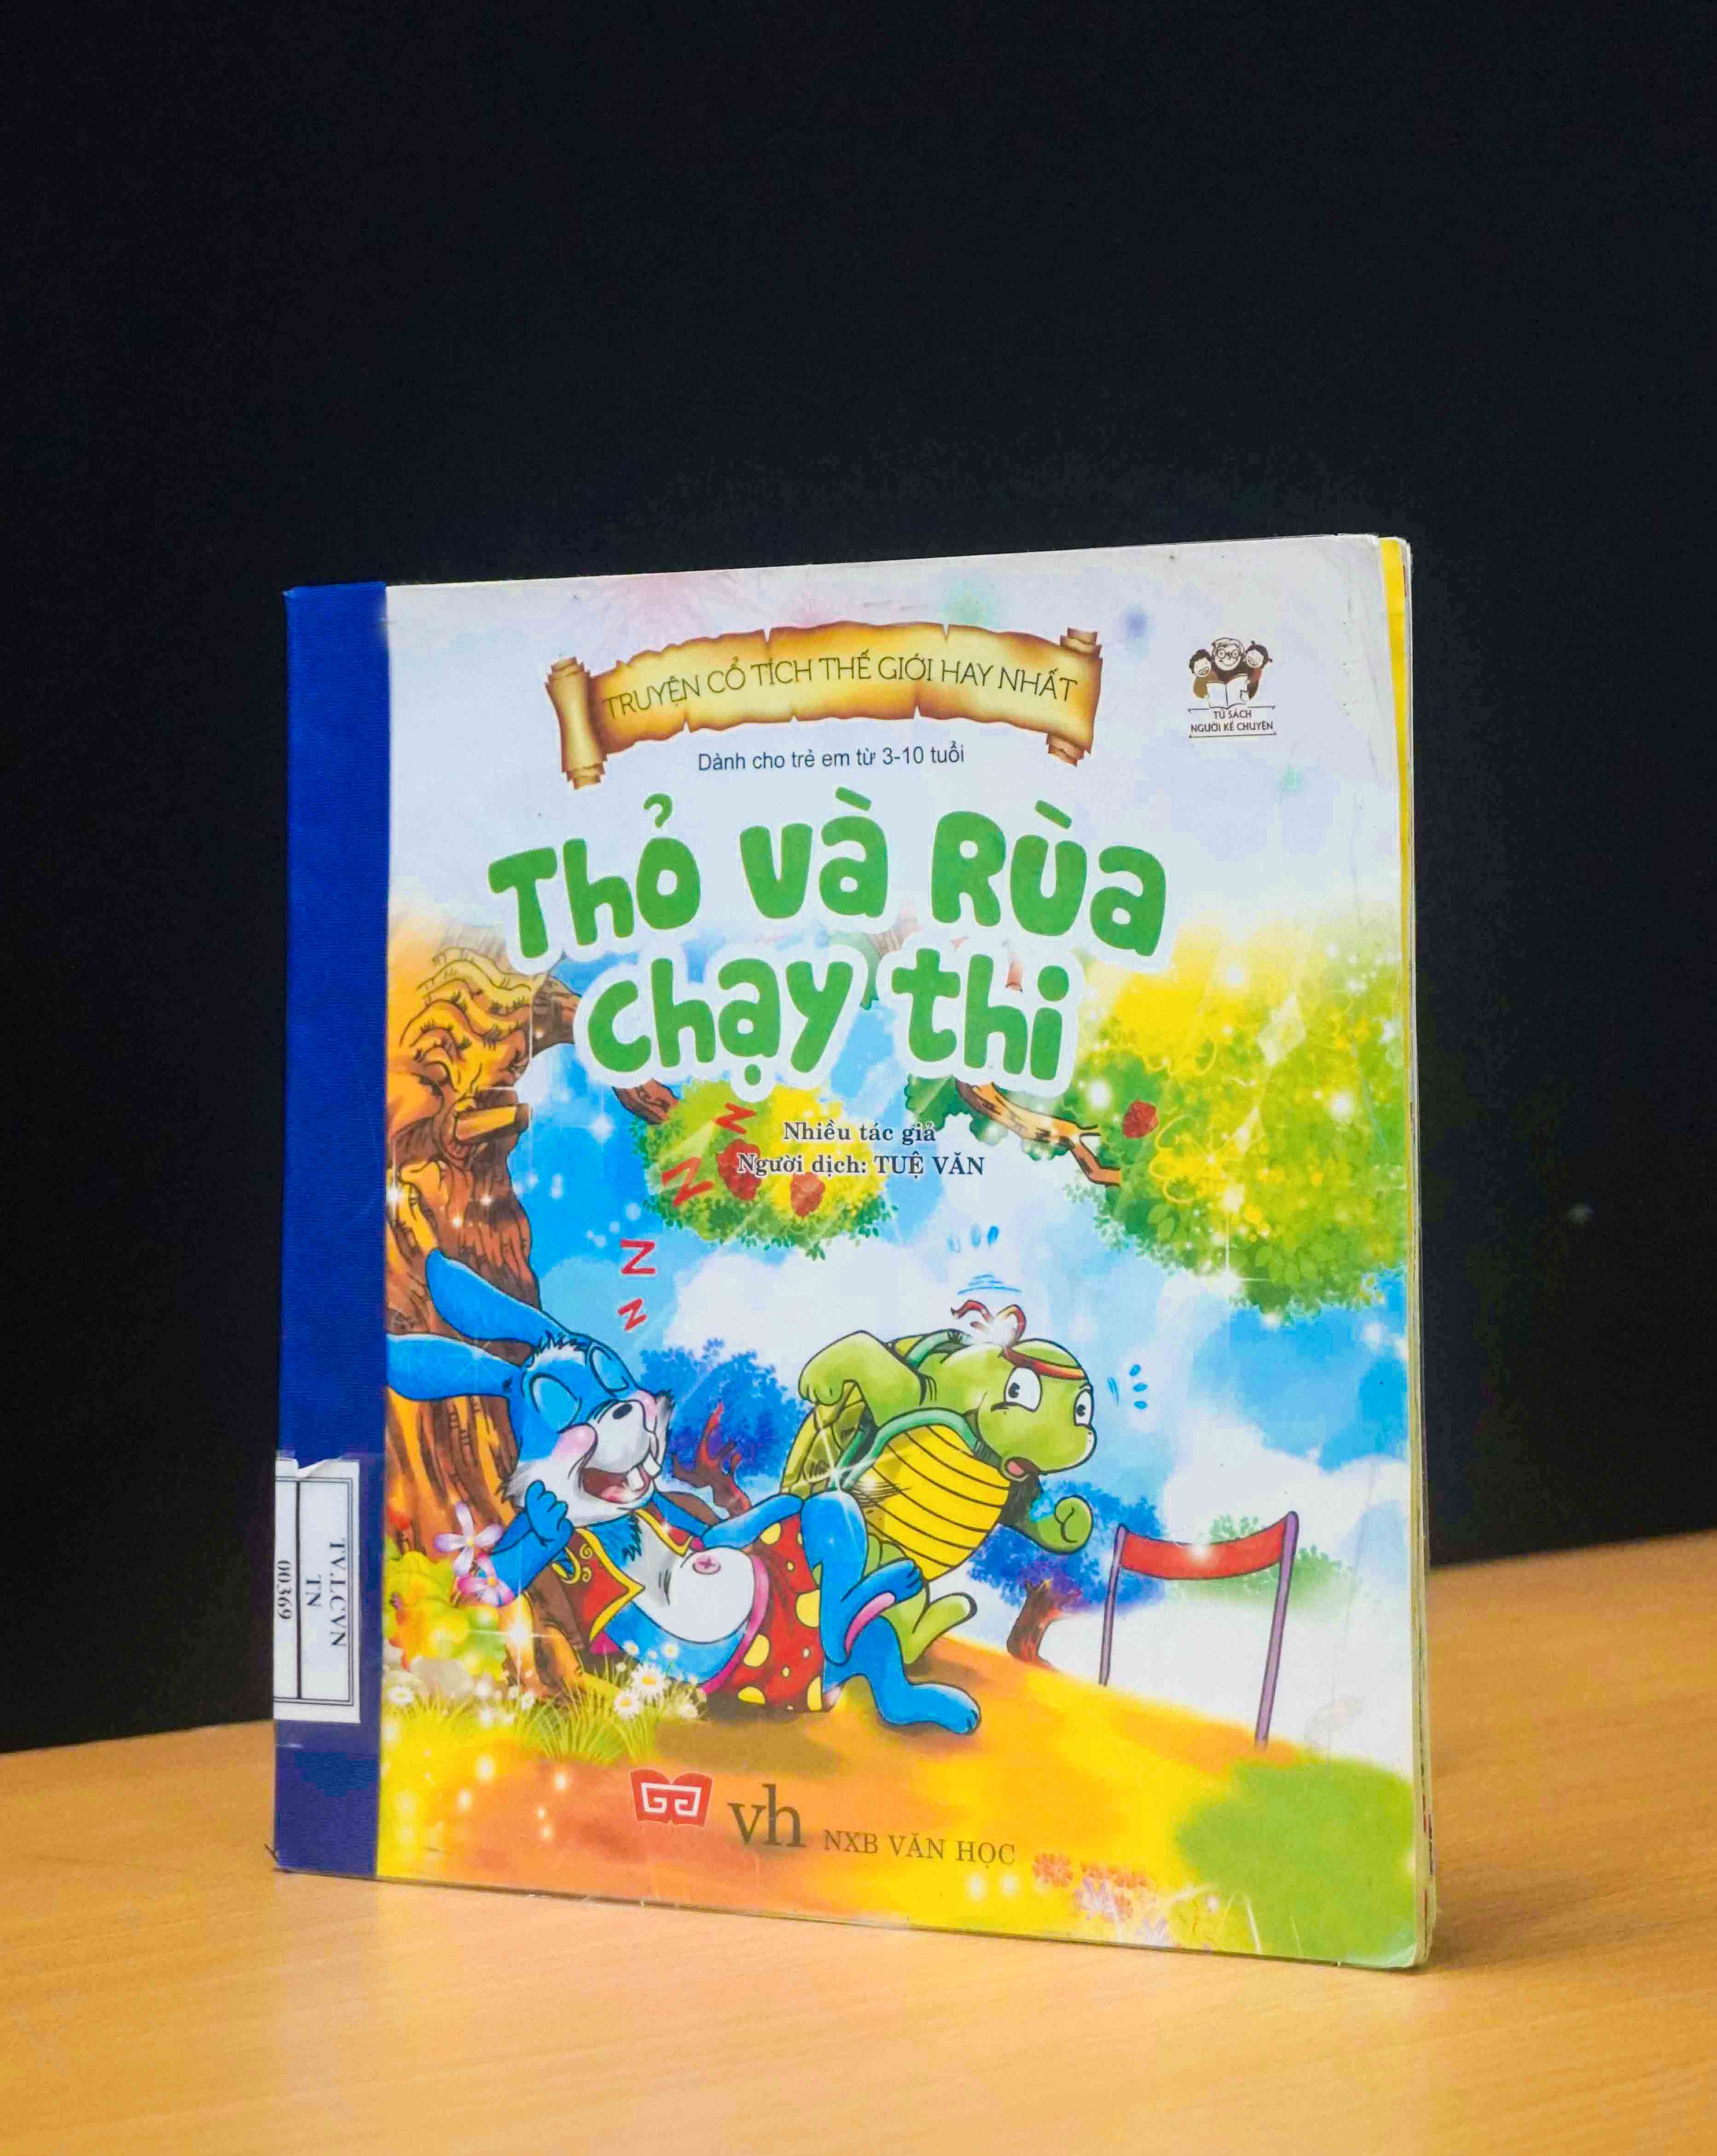 TRUYỆN CỔ TÍCH THẾ GIỚI HAY NHẤT
TỦ SÁCH
NGƯỜI KỂ CHUYỆN
Dành cho trẻ em từ 3-10 tuổi
Thỏ và Rùa
chạy thi
Nhiều tác giả
Người dịch: TUỆ VĂN
Z
Z
Z
Z
TV.LCVN
TN
00369
vh NXB VĂN HỌC